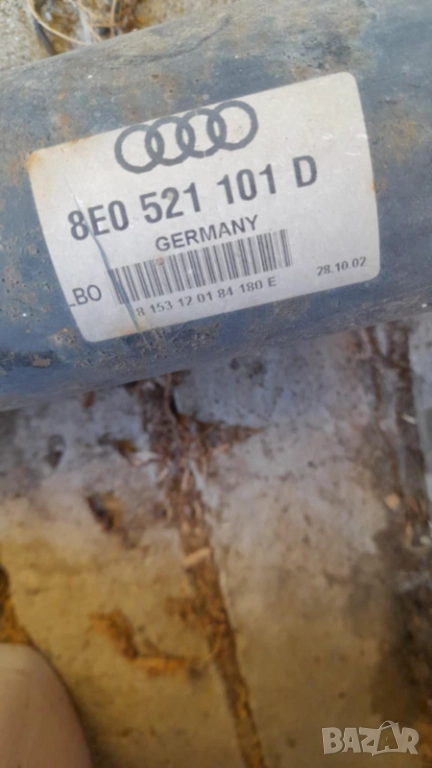 8E0 521 101 D
GERMANY
LBO
8 153 12 01 84 180 E
28.10.02
BAZAR